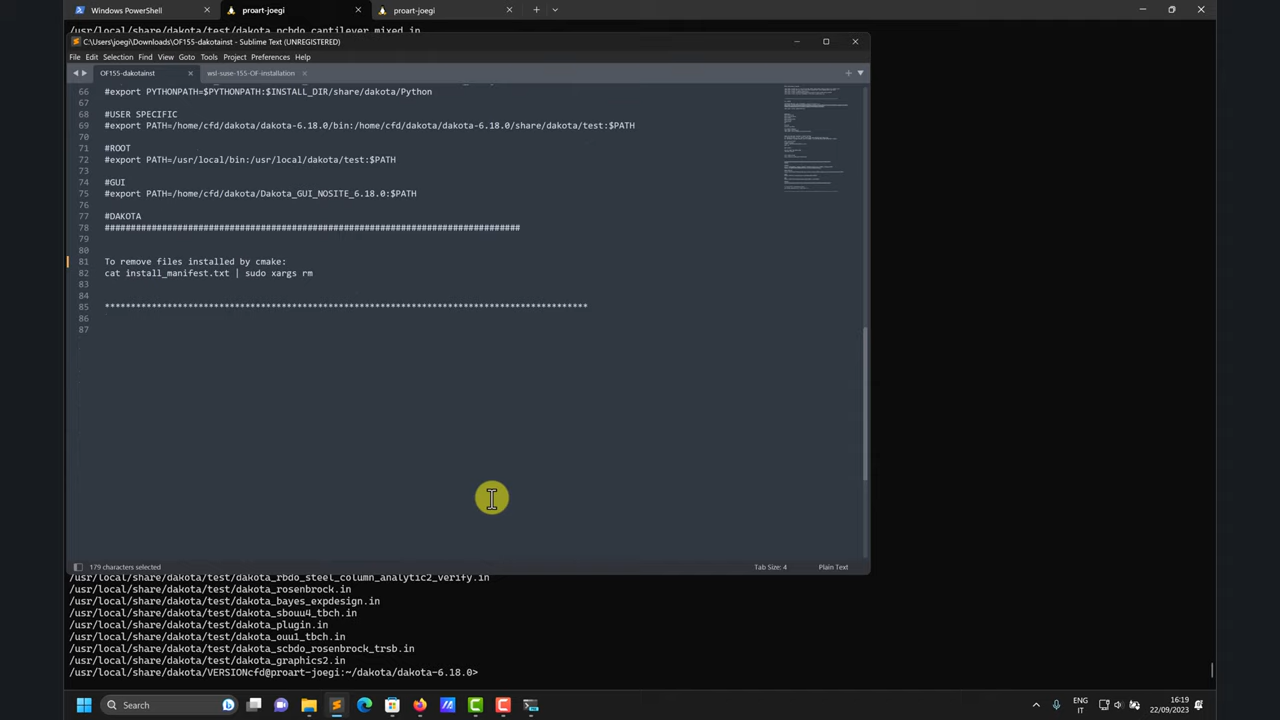 Windows PowerShell
proart-joegi
proart-joegi
/usr/local/share/dakota/test/dakota_pcbdo_cantilever_mixed.in
C:\Users\joegi\Downloads\OF155-dakotainst - Sublime Text (UNREGISTERED)
File Edit Selection Find View Goto Tools Project Preferences Help
OF155-dakotainst
wsl-suse-155-OF-installation
66 #export PYTHONPATH=$PYTHONPATH:$INSTALL_DIR/share/dakota/Python
67
68 #USER SPECIFIC
69 #export PATH=/home/cfd/dakota/dakota-6.18.0/bin:/home/cfd/dakota/dakota-6.18.0/share/dakota/test:$PATH
70
71 #ROOT
72 #export PATH=/usr/local/bin:/usr/local/dakota/test:$PATH
73
74 #GUI
75 #export PATH=/home/cfd/dakota/Dakota_GUI_NOSITE_6.18.0:$PATH
76
77 #DAKOTA
78 ################################################################################
79
80
81 To remove files installed by cmake:
82 cat install_manifest.txt | sudo xargs rm
83
84
85 *********************************************************************************************
86
87
179 characters selected
Tab Size: 4
Plain Text
/usr/local/share/dakota/test/dakota_rbdo_steel_column_analytic2_verify.in
/usr/local/share/dakota/test/dakota_rosenbrock.in
/usr/local/share/dakota/test/dakota_bayes_expdesign.in
/usr/local/share/dakota/test/dakota_sbouu4_tbch.in
/usr/local/share/dakota/test/dakota_plugin.in
/usr/local/share/dakota/test/dakota_ouu1_tbch.in
/usr/local/share/dakota/test/dakota_scbdo_rosenbrock_trsb.in
/usr/local/share/dakota/test/dakota_graphics2.in
/usr/local/share/dakota/VERSIONcfd@proart-joegi:~/dakota/dakota-6.18.0>
Search
ENG
IT
16:19
22/09/2023